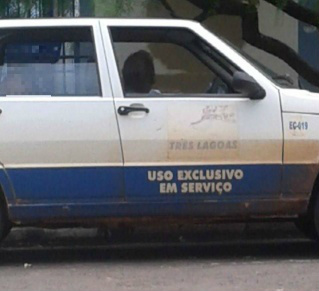 TRÊS LAGOAS
EG-019
USO EXCLUSIVO
EM SERVIÇO